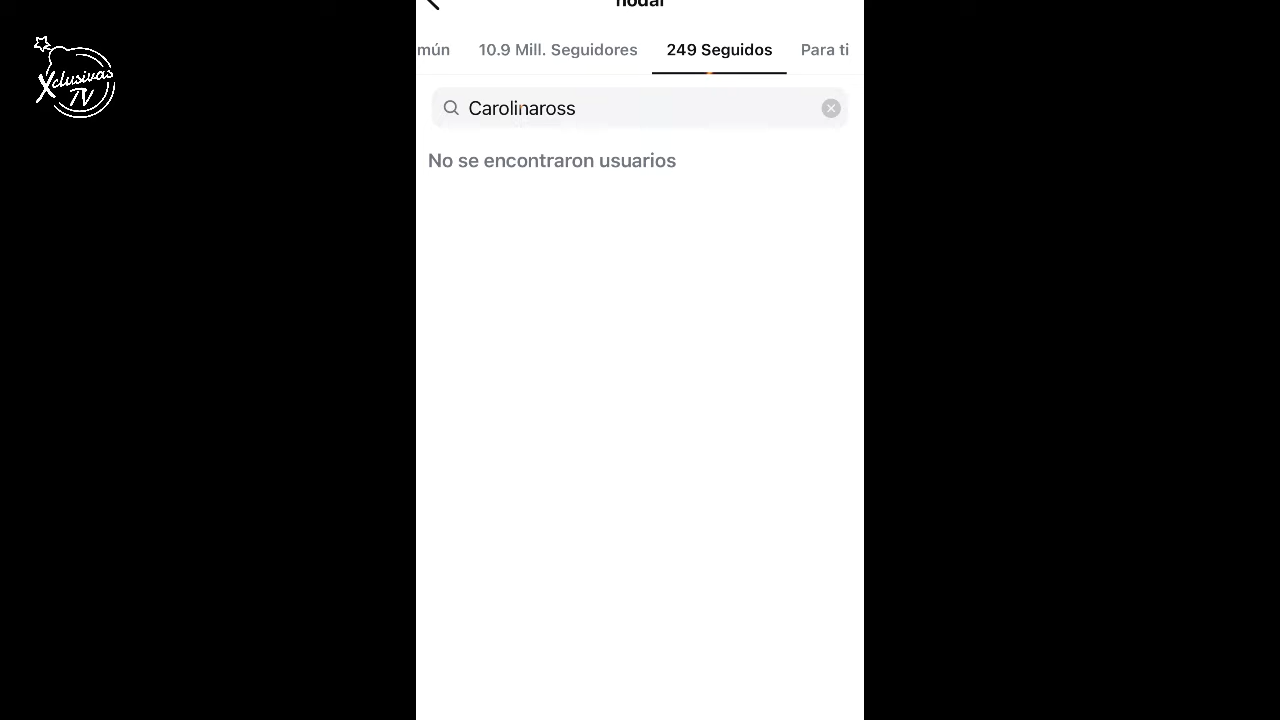 nodal
mún 10.9 Mill. Seguidores 249 Seguidos Para ti
Carolinaross
No se encontraron usuarios
Xclusivas
TV